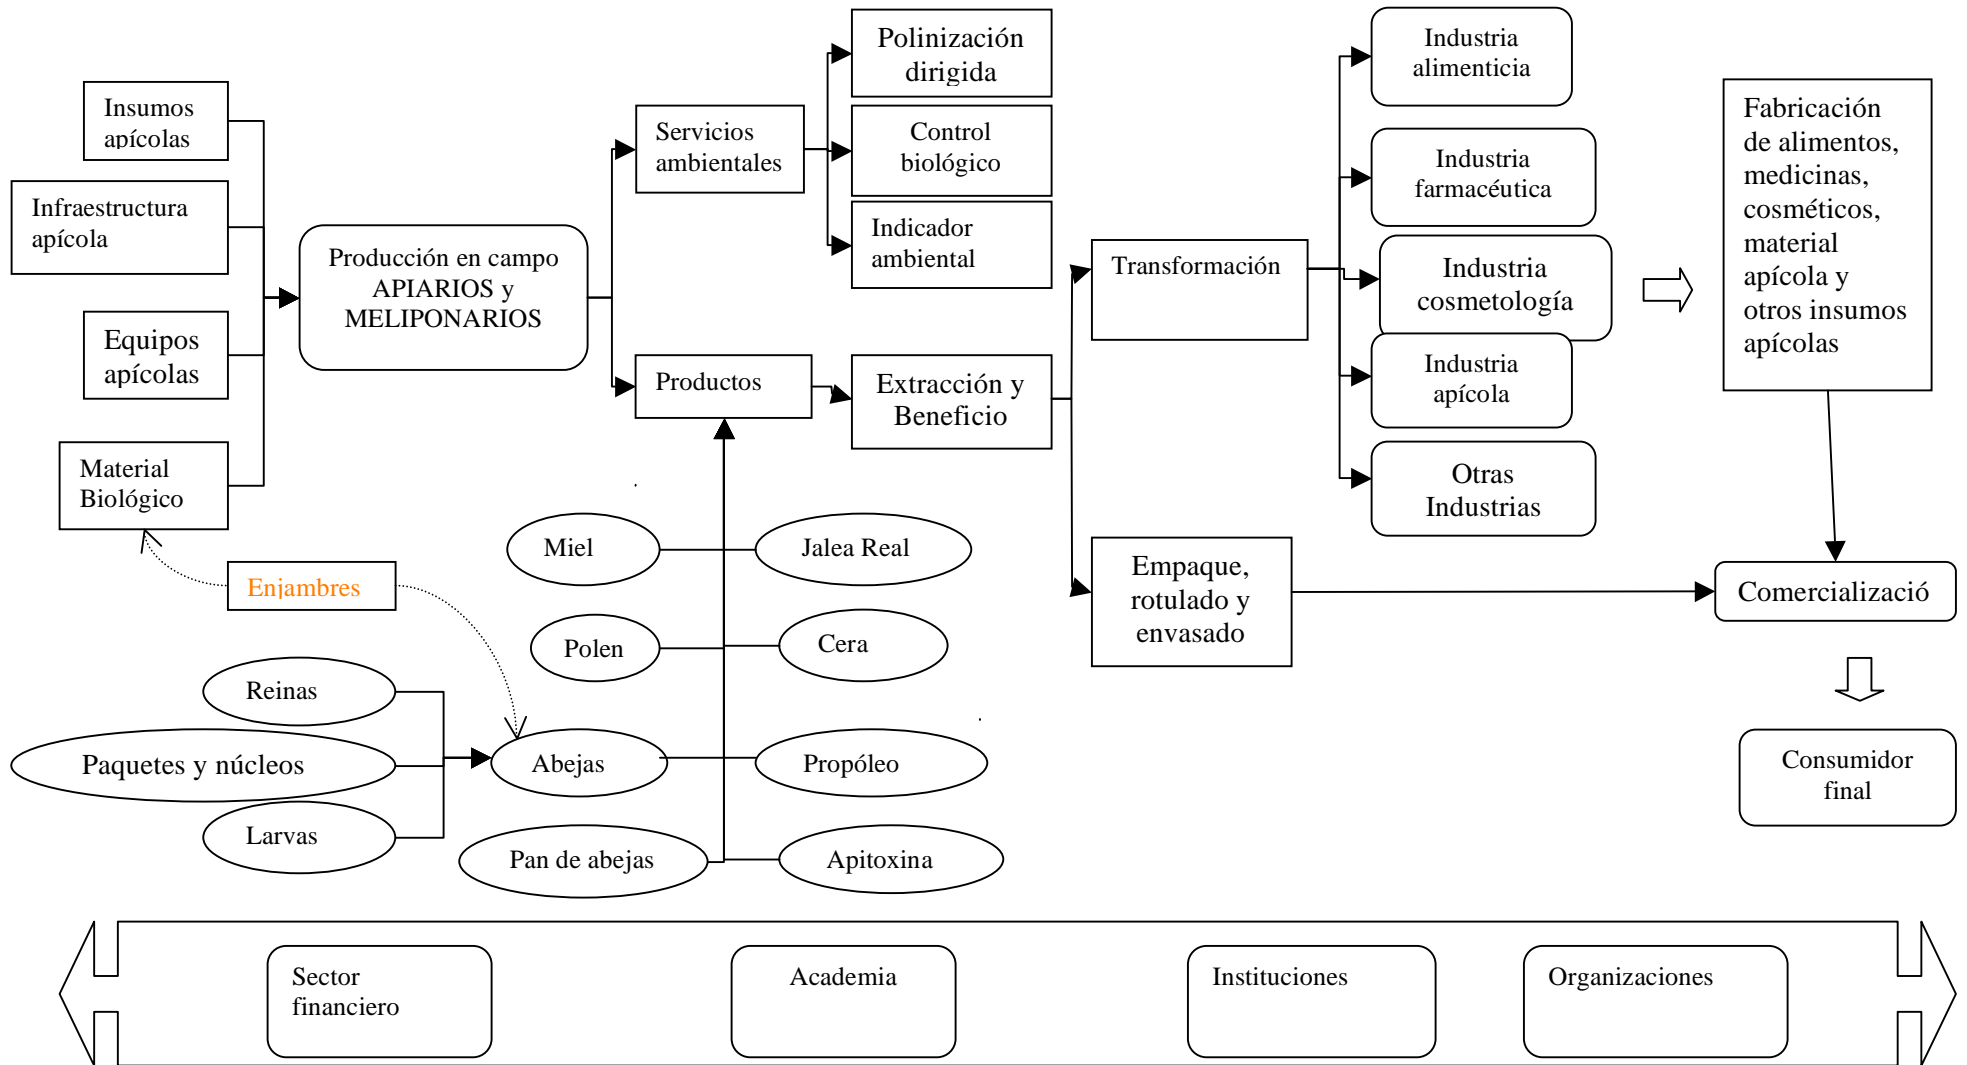 Insumos
apícolas
Infraestructura
apícola
Equipos
apícolas
Material
Biológico
Enjambres
Reinas
Paquetes y núcleos
Larvas
Producción en campo
APIARIOS y
MELIPONARIOS
Servicios
ambientales
Productos
Polinización
dirigida
Control
biológico
Indicador
ambiental
Extracción y
Beneficio
Miel
Jalea Real
Polen
Cera
Abejas
Propóleo
Pan de abejas
Apitoxina
Transformación
Empaque,
rotulado y
envasado
Industria
alimenticia
Industria
farmacéutica
Industria
cosmetología
Industria
apícola
Otras
Industrias
Fabricación
de alimentos,
medicinas,
cosméticos,
material
apícola y
otros insumos
apícolas
Comercializació
Consumidor
final
Sector
financiero
Academia
Instituciones
Organizaciones